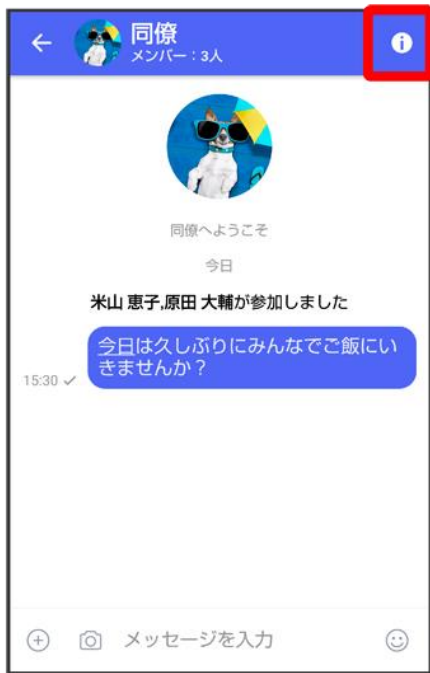 同僚
メンバー：3人
同僚へようこそ
今日
米山 恵子,原田 大輔が参加しました
今日は久しぶりにみんなでご飯にい
きませんか？
15:30
メッセージを入力